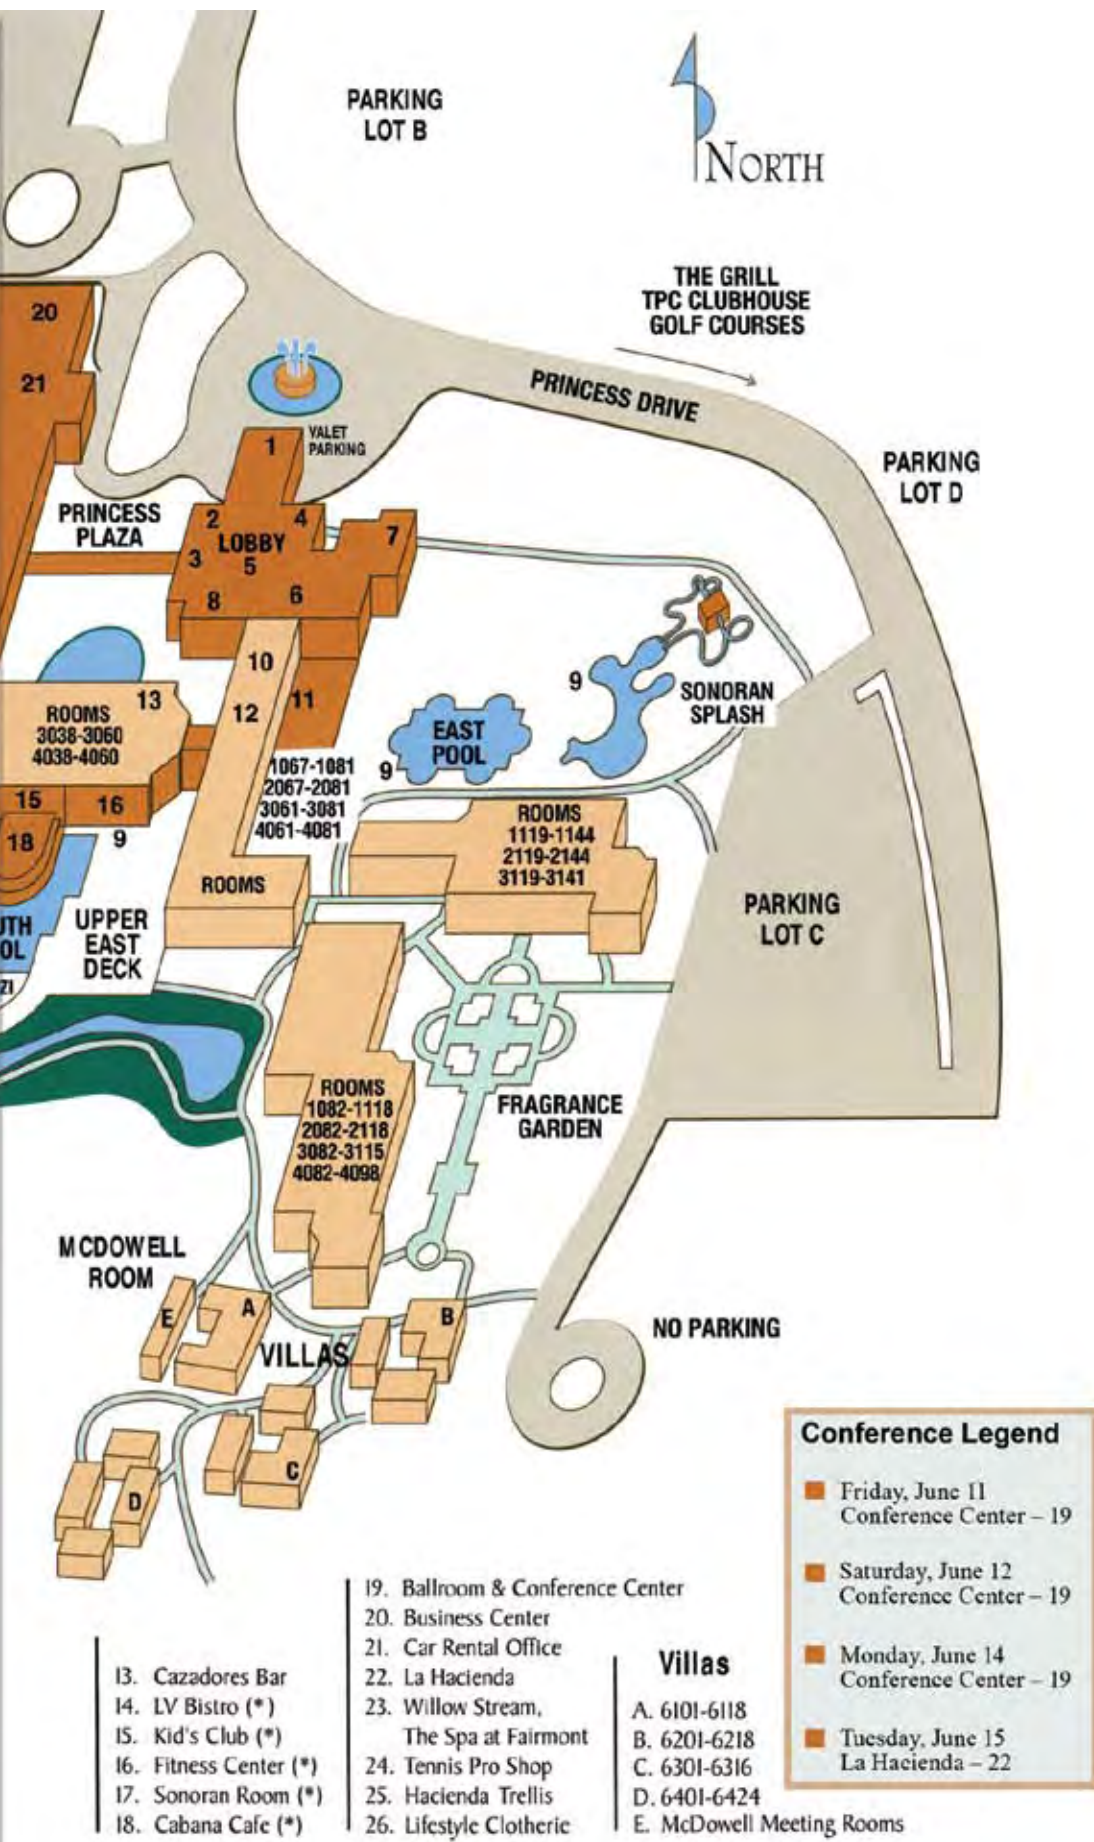 PARKING
LOT B
NORTH
THE GRILL
TPC CLUBHOUSE
GOLF COURSES
20
21
PRINCESS DRIVE
1
VALET
PARKING
PARKING
LOT D
PRINCESS
PLAZA
2
4
LOBBY
7
3
5
8
6
10
9
SONORAN
SPLASH
13
12
11
ROOMS
3038-3060
4038-4060
EAST
POOL
9
1067-1081
2067-2081
3061-3081
4061-4081
15
16
18
9
ROOMS
1119-1144
2119-2144
3119-3141
ROOMS
PARKING
LOT C
UTH
OL
UPPER
EAST
DECK
ZI
ROOMS
1082-1118
2082-2118
3082-3115
4082-4098
FRAGRANCE
GARDEN
MCDOWELL
ROOM
E
A
B
VILLAS
NO PARKING
C
D
Conference Legend
Friday, June 11
Conference Center – 19
Saturday, June 12
Conference Center – 19
Monday, June 14
Conference Center – 19
Tuesday, June 15
La Hacienda – 22
13. Cazadores Bar
14. LV Bistro (*)
15. Kid's Club (*)
16. Fitness Center (*)
17. Sonoran Room (*)
18. Cabana Cafe (*)
19. Ballroom & Conference Center
20. Business Center
21. Car Rental Office
22. La Hacienda
23. Willow Stream,
The Spa at Fairmont
24. Tennis Pro Shop
25. Hacienda Trellis
26. Lifestyle Clotherie
Villas
A. 6101-6118
B. 6201-6218
C. 6301-6316
D. 6401-6424
E. McDowell Meeting Rooms